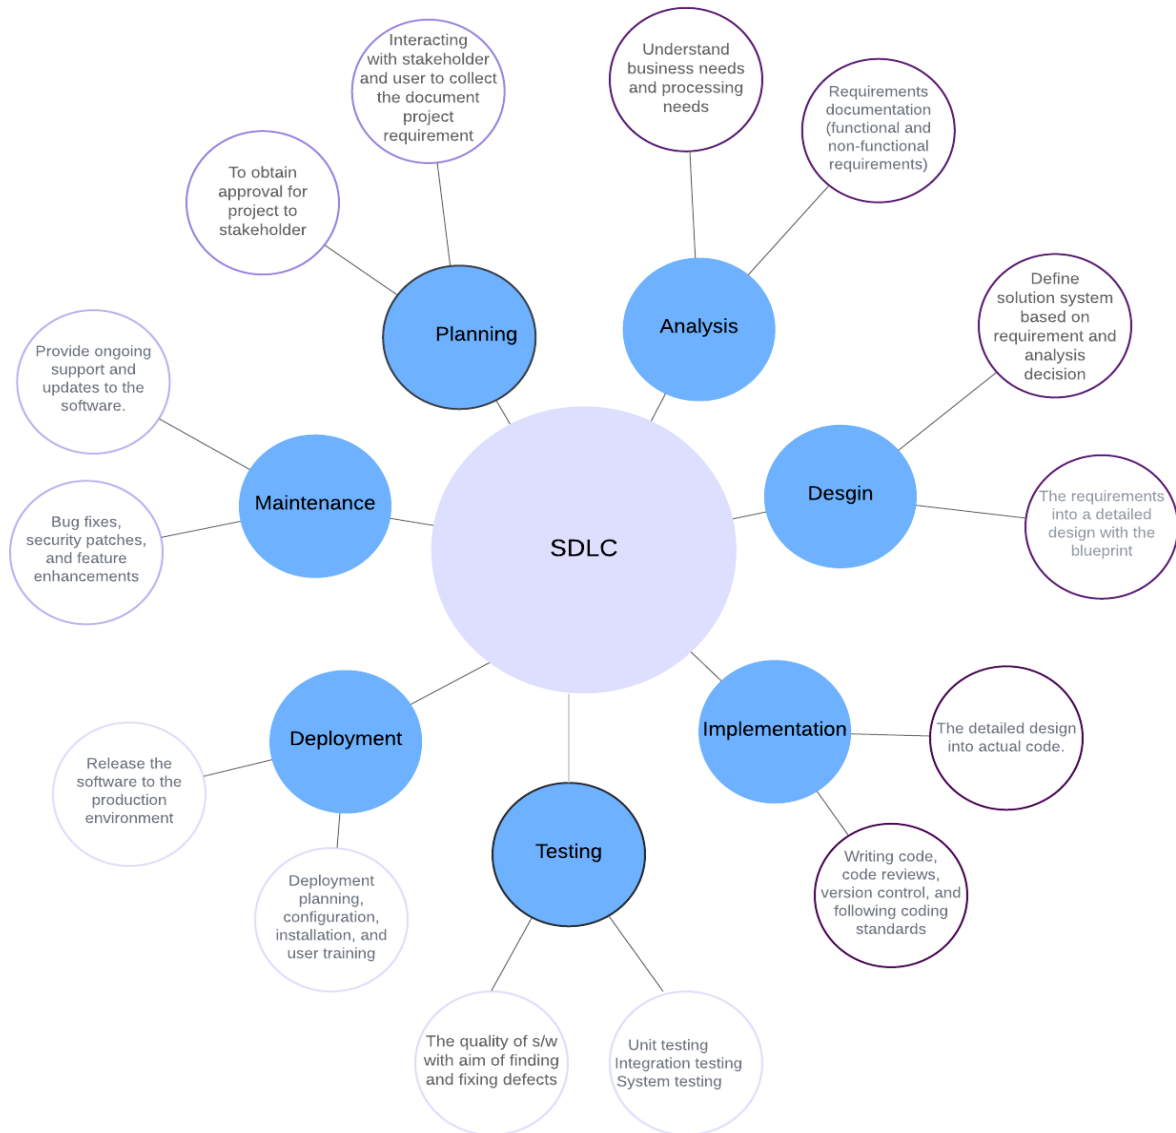 Interacting
with stakeholder
and user to collect
the document
project
requirement
To obtain
approval for
project to
stakeholder
Planning
Understand
business needs
and processing
needs
Requirements
documentation
(functional and
non-functional
requirements)
Analysis
Define
solution system
based on
requirement and
analysis
decision
The requirements
into a detailed
design with the
blueprint
Desgin
SDLC
Provide ongoing
support and
updates to the
software.
Bug fixes,
security patches,
and feature
enhancements
Maintenance
Deployment
Release the
software to the
production
environment
Deployment
planning,
configuration,
installation, and
user training
Implementation
The detailed design
into actual code.
Writing code,
code reviews,
version control, and
following coding
standards
Testing
The quality of s/w
with aim of finding
and fixing defects
Unit testing
Integration testing
System testing